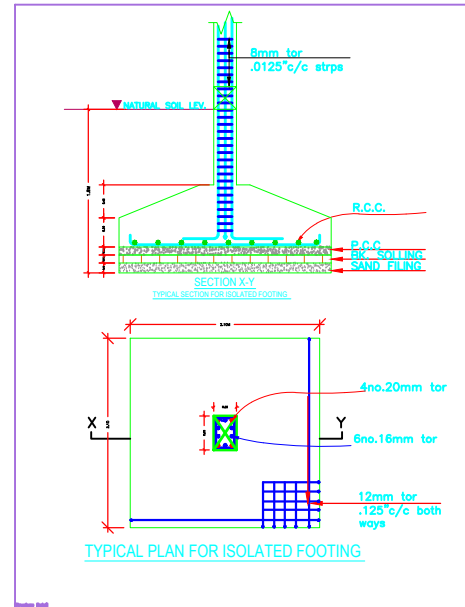 8mm tor
.0125"c/c strps
NATURAL SOIL LEV.
R.C.C.
P.C.C
BK. SOLLING
SAND FILING
SECTION X-Y
TYPICAL SECTION FOR ISOLATED FOOTING
4no.20mm tor
X
Y
6no.16mm tor
12mm tor
.125"c/c both
ways
TYPICAL PLAN FOR ISOLATED FOOTING